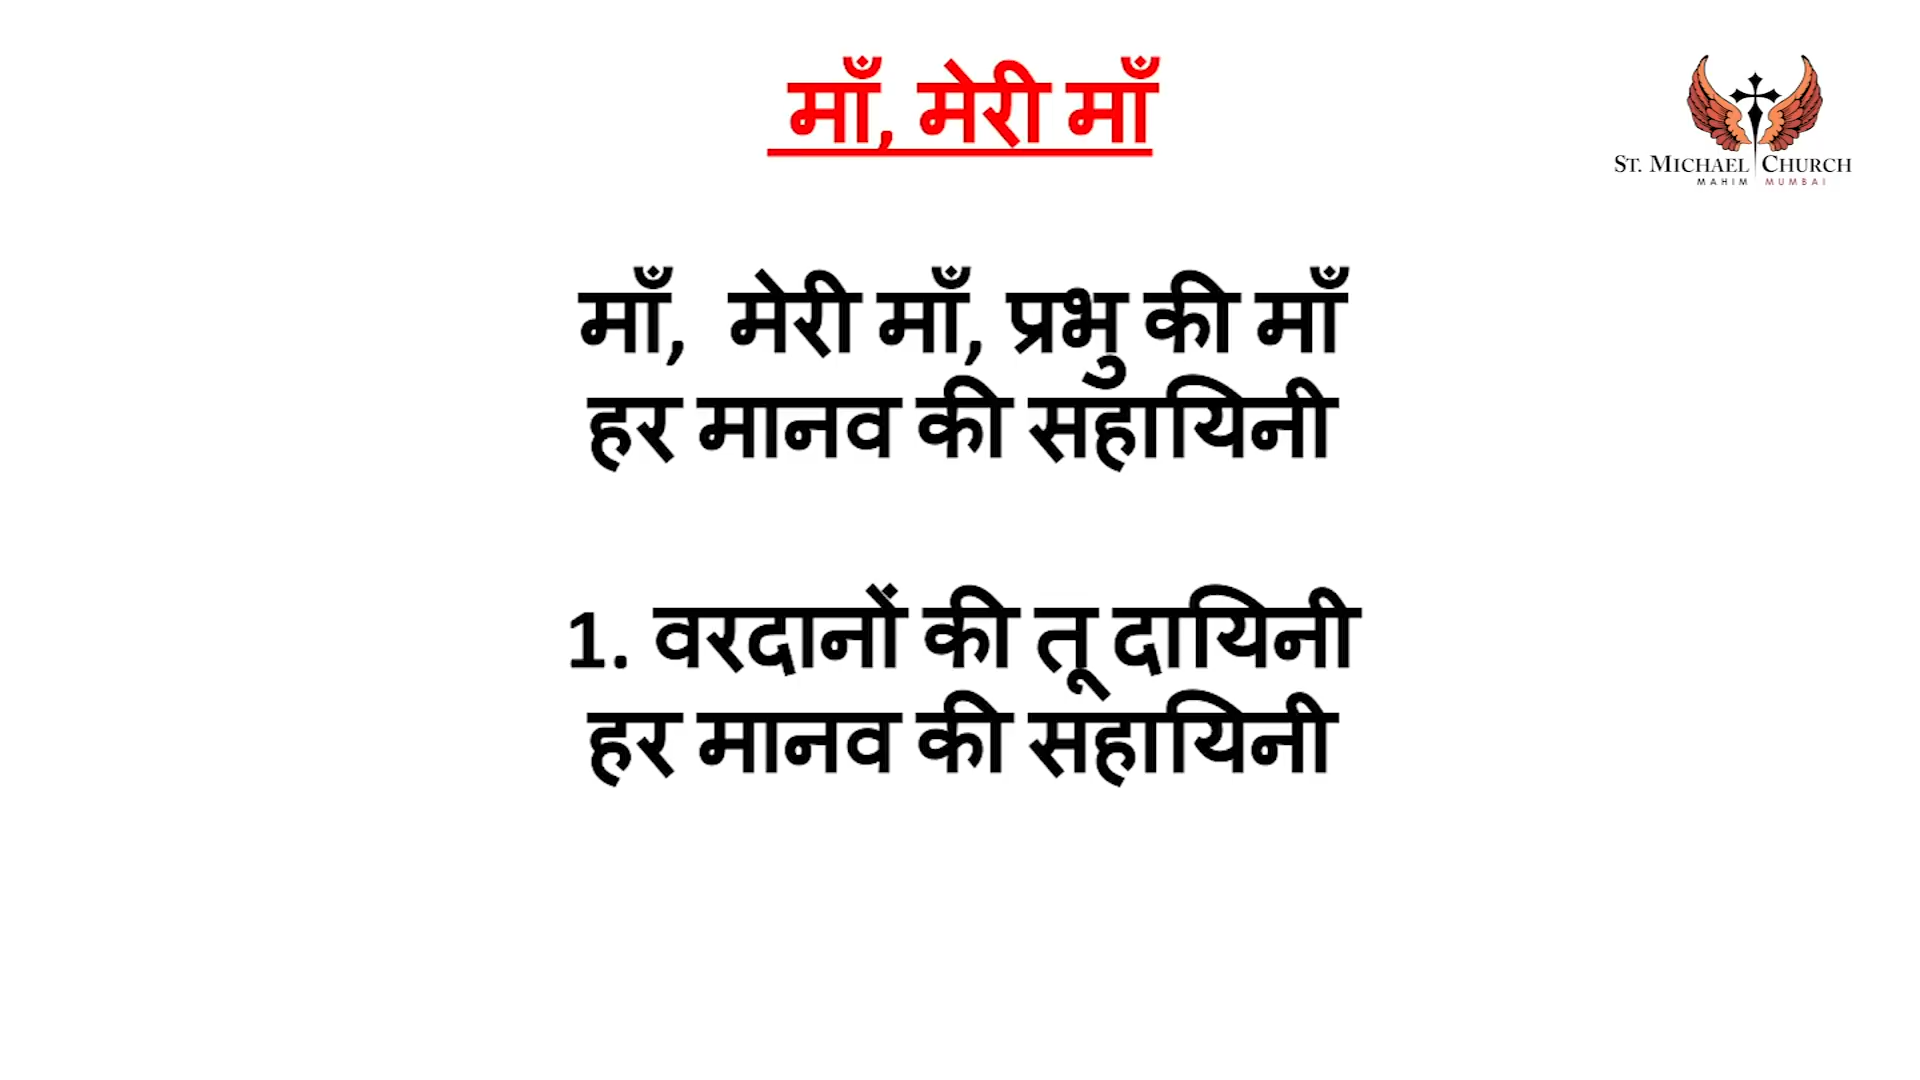 माँ, मेरी माँ
ST. MICHAEL CHURCH
MAHIM MUMBAI
माँ, मेरी माँ, प्रभु की माँ
हर मानव की सहायिनी
1. वरदानों की तू दायिनी
हर मानव की सहायिनी